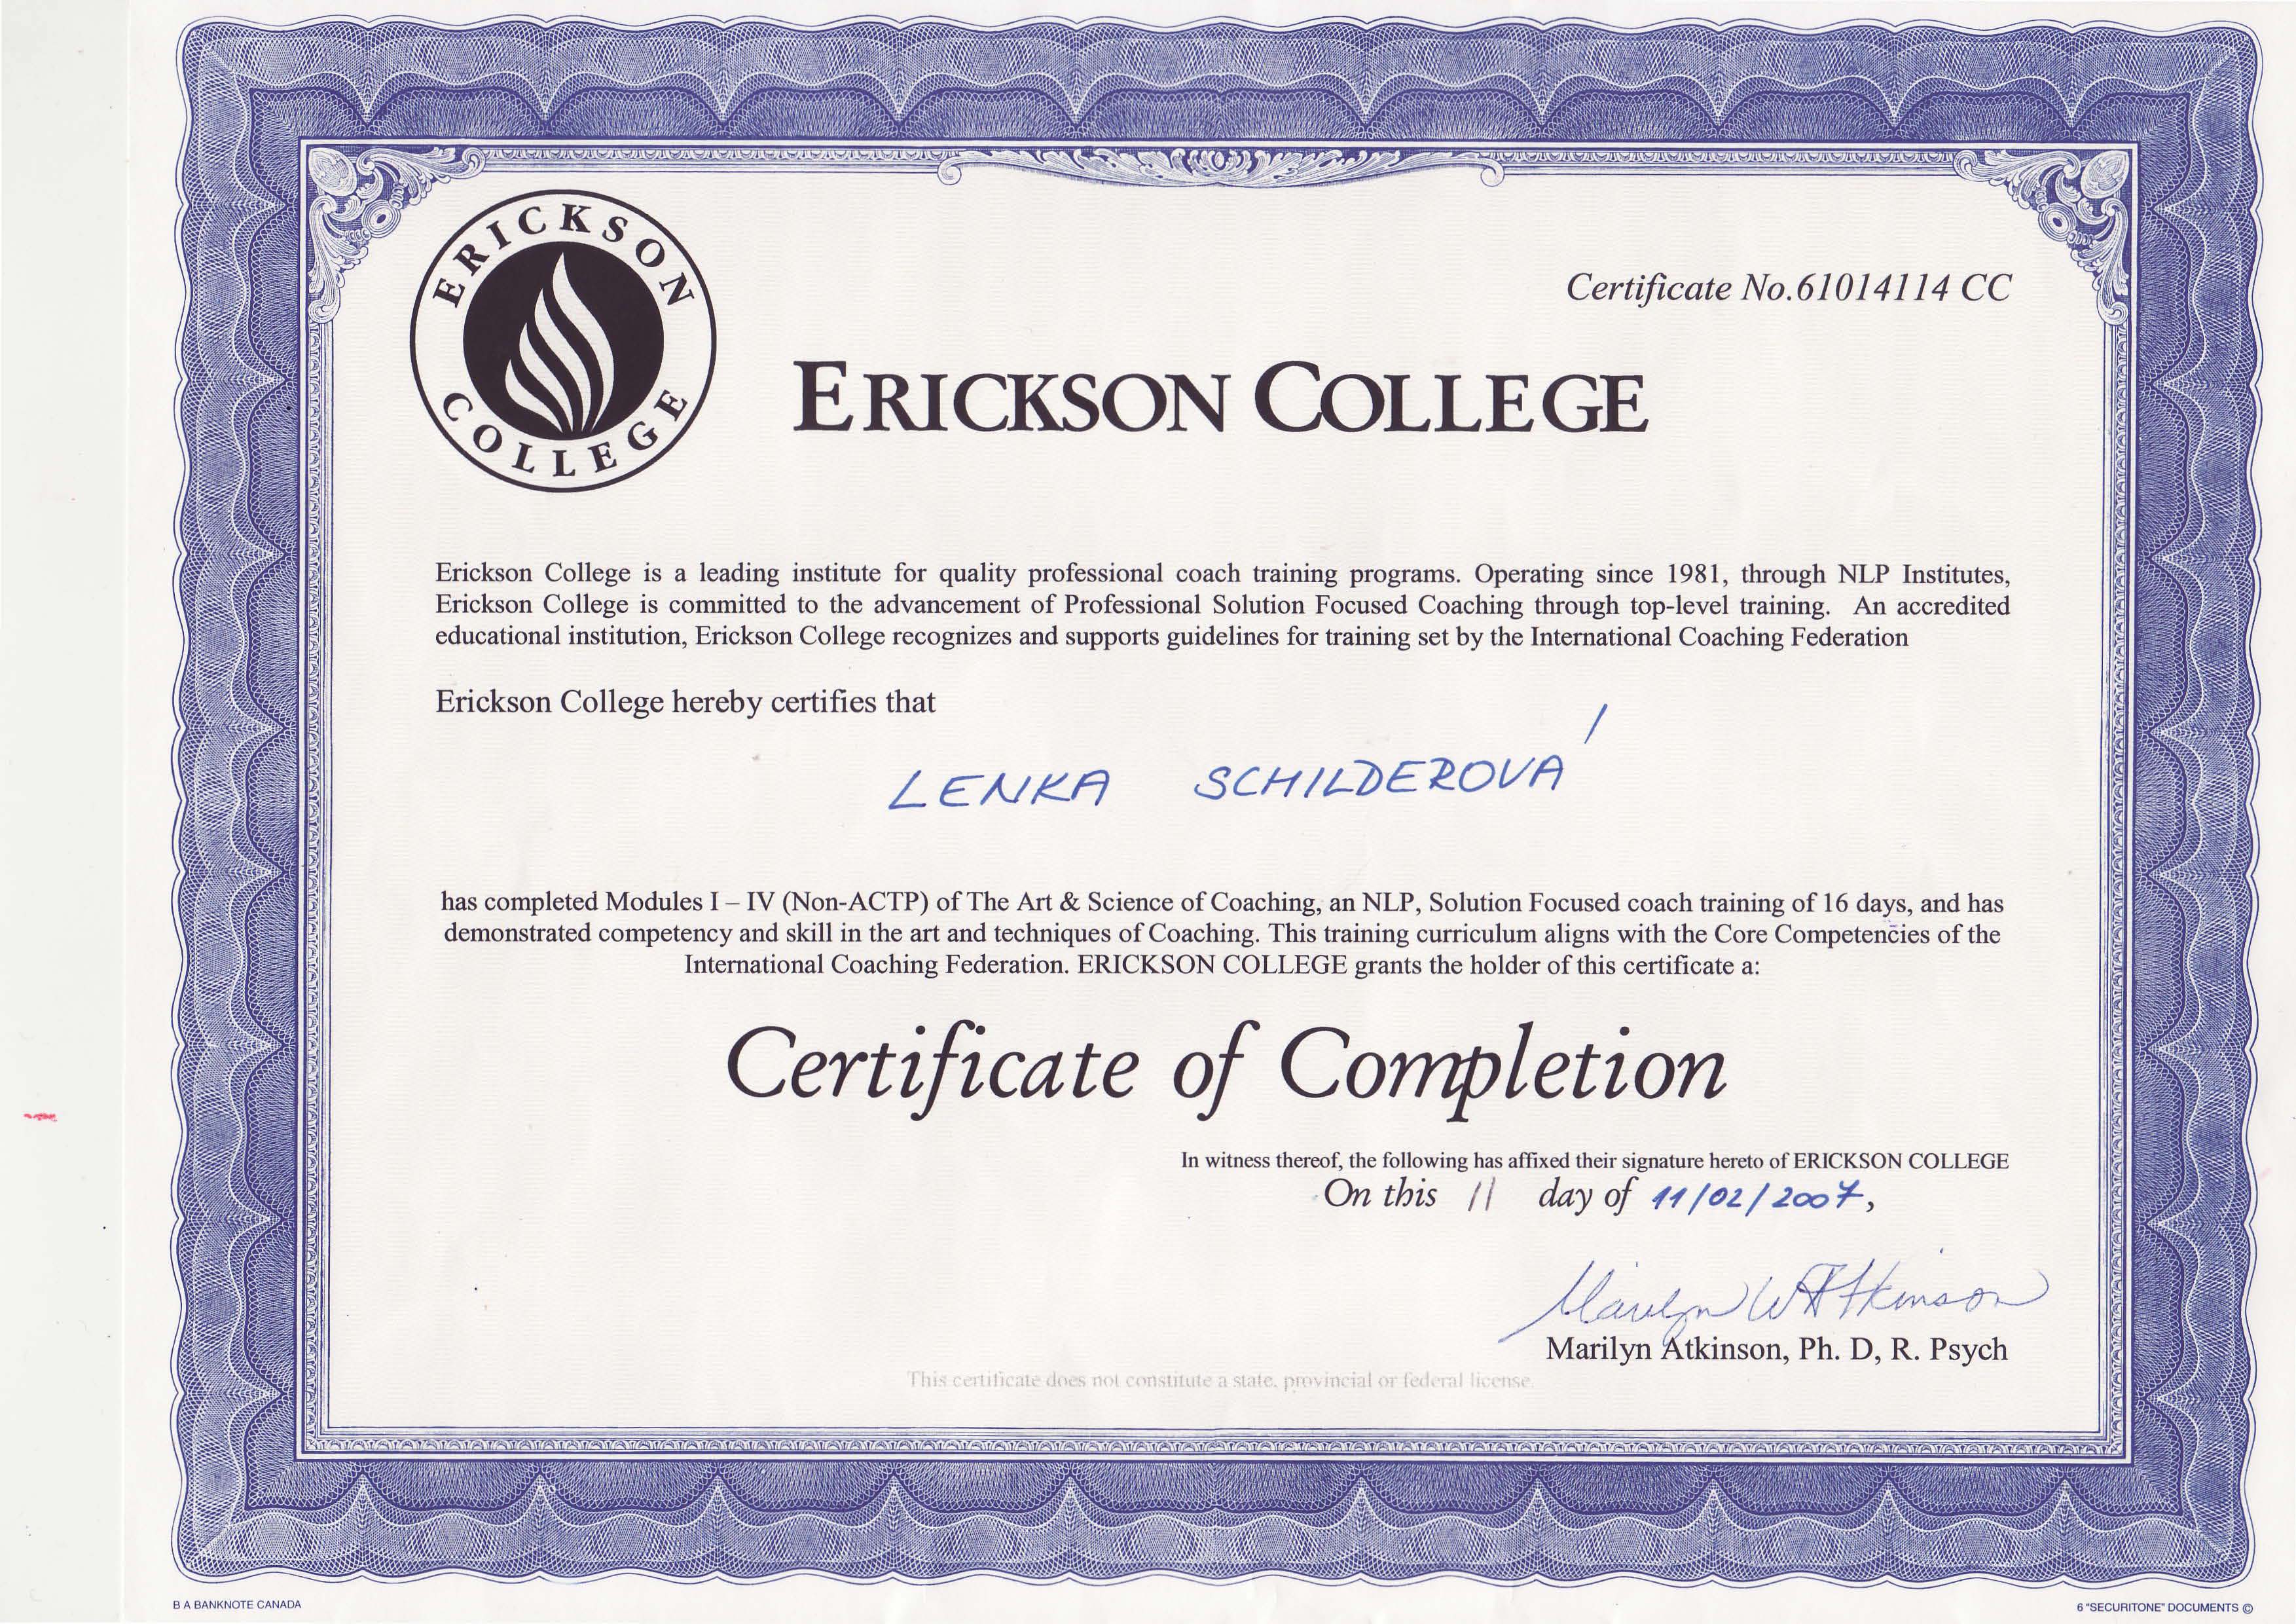 ERICKSON
COLLEGE
Certificate No.61014114 CC
ERICKSON COLLEGE
Erickson College is a leading institute for quality professional coach training programs. Operating since 1981, through NLP Institutes,
Erickson College is committed to the advancement of Professional Solution Focused Coaching through top-level training. An accredited
educational institution, Erickson College recognizes and supports guidelines for training set by the International Coaching Federation
Erickson College hereby certifies that
LENKA SCHILDEROVÁ
has completed Modules I – IV (Non-ACTP) of The Art & Science of Coaching, an NLP, Solution Focused coach training of 16 days, and has
demonstrated competency and skill in the art and techniques of Coaching. This training curriculum aligns with the Core Competencies of the
International Coaching Federation. ERICKSON COLLEGE grants the holder of this certificate a:
Certificate of Completion
In witness thereof, the following has affixed their signature hereto of ERICKSON COLLEGE
On this 11 day of 11/02/2007,
Marilyn W Atkinson
Marilyn Atkinson, Ph. D, R. Psych
This certificate does not constitute a state, provincial or federal license.
B A BANKNOTE CANADA
6 "SECURITONE" DOCUMENTS ©